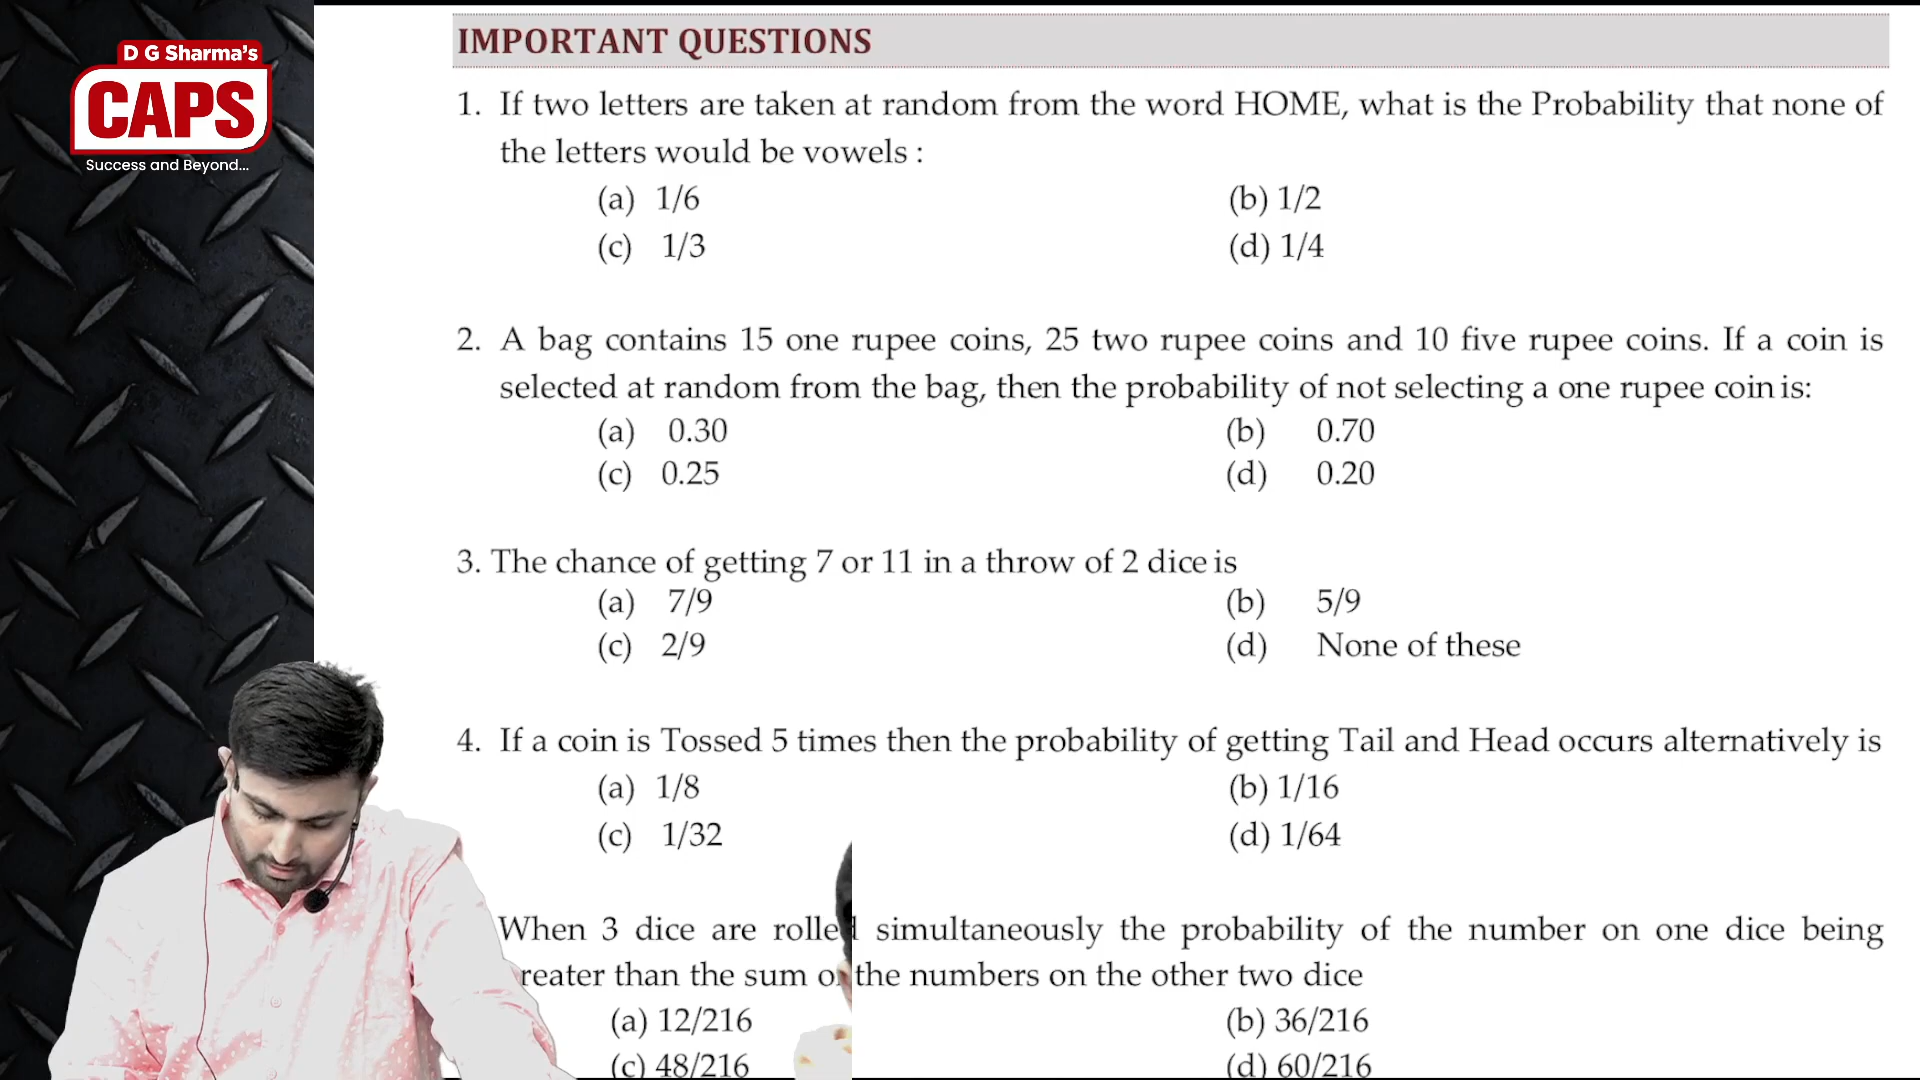 D G Sharma's
CAPS
Success and Beyond...
IMPORTANT QUESTIONS
1. If two letters are taken at random from the word HOME, what is the Probability that none of
the letters would be vowels :
(a) 1/6 (b) 1/2
(c) 1/3 (d) 1/4
2. A bag contains 15 one rupee coins, 25 two rupee coins and 10 five rupee coins. If a coin is
selected at random from the bag, then the probability of not selecting a one rupee coin is:
(a) 0.30 (b) 0.70
(c) 0.25 (d) 0.20
3. The chance of getting 7 or 11 in a throw of 2 dice is
(a) 7/9 (b) 5/9
(c) 2/9 (d) None of these
4. If a coin is Tossed 5 times then the probability of getting Tail and Head occurs alternatively is
(a) 1/8 (b) 1/16
(c) 1/32 (d) 1/64
When 3 dice are rolled simultaneously the probability of the number on one dice being
reater than the sum of the numbers on the other two dice
(a) 12/216 (b) 36/216
(c) 48/216 (d) 60/216